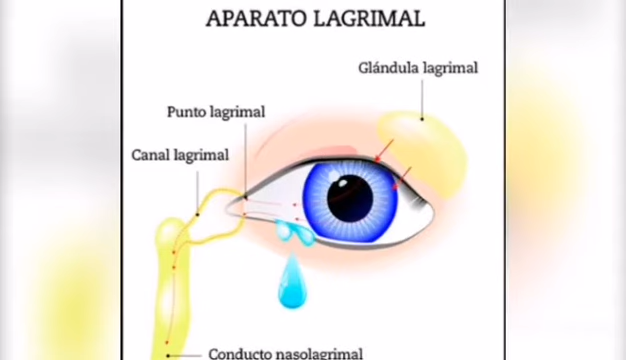 APARATO LAGRIMAL
Glándula lagrimal
Punto lagrimal
Canal lagrimal
Conducto nasolagrimal